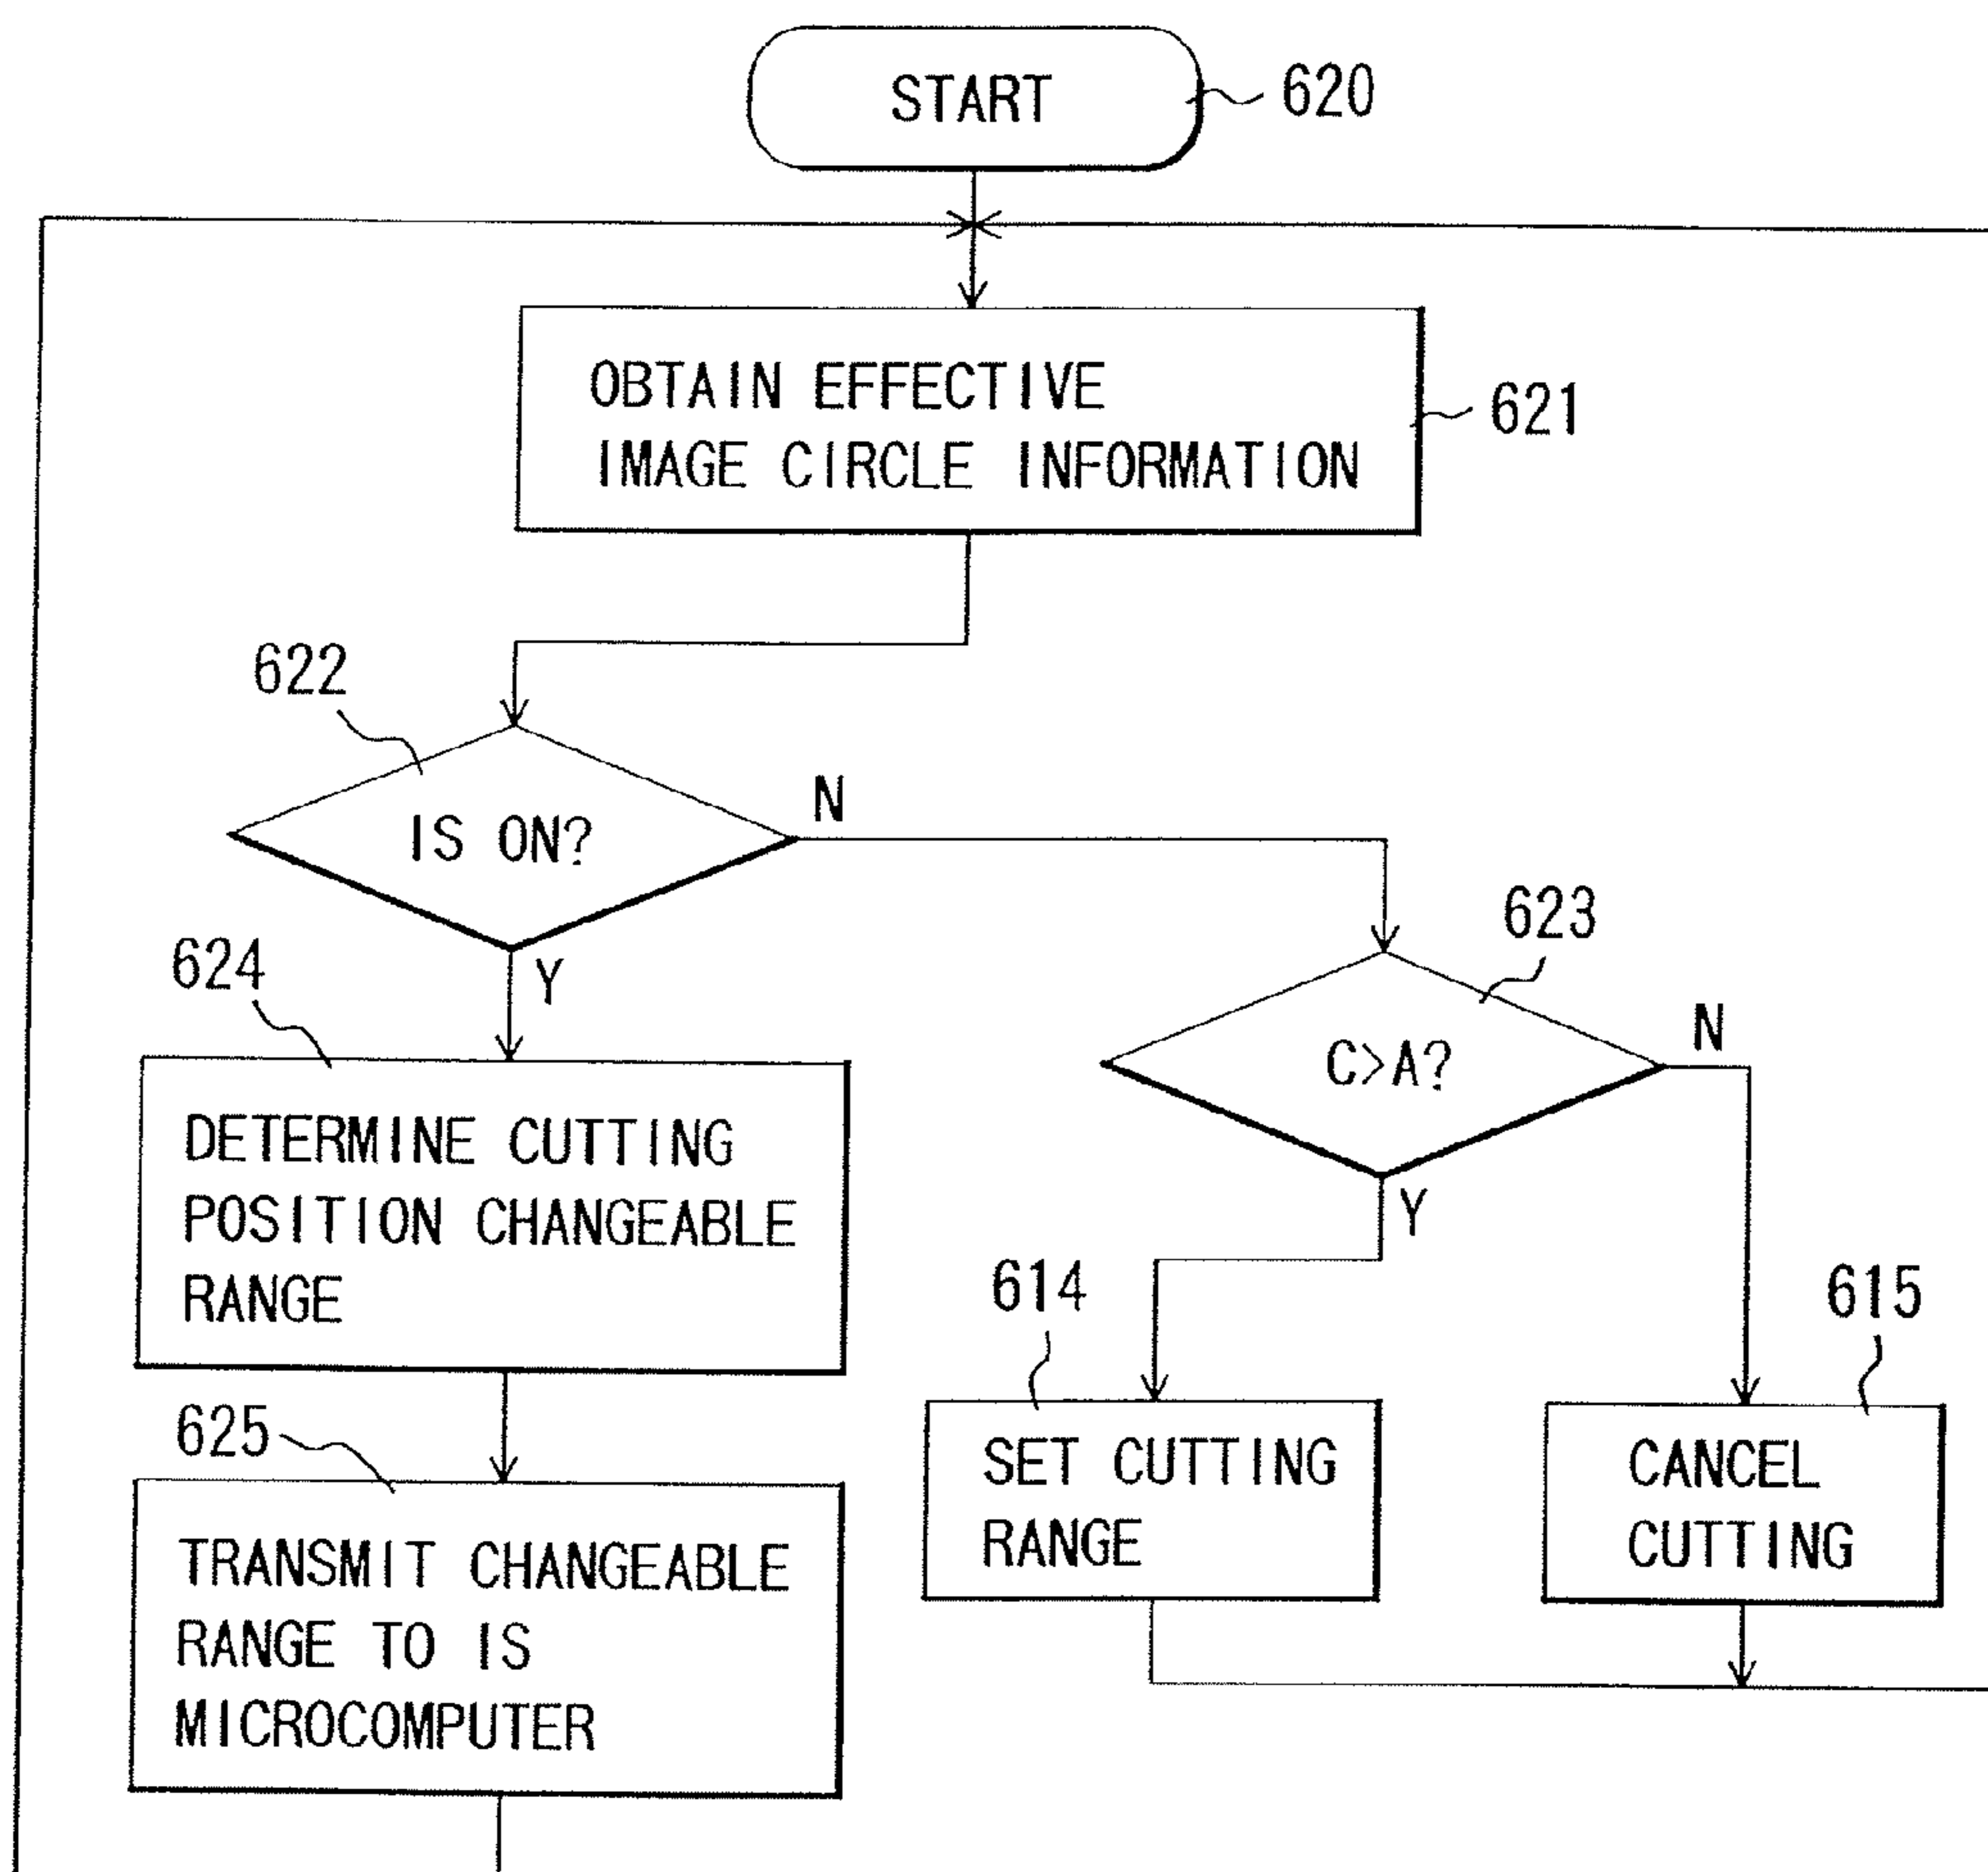 START
620
OBTAIN EFFECTIVE
IMAGE CIRCLE INFORMATION
621
622
IS ON?
N
Y
623
C>A?
N
Y
624
DETERMINE CUTTING
POSITION CHANGEABLE
RANGE
614
SET CUTTING
RANGE
615
CANCEL
CUTTING
625
TRANSMIT CHANGEABLE
RANGE TO IS
MICROCOMPUTER